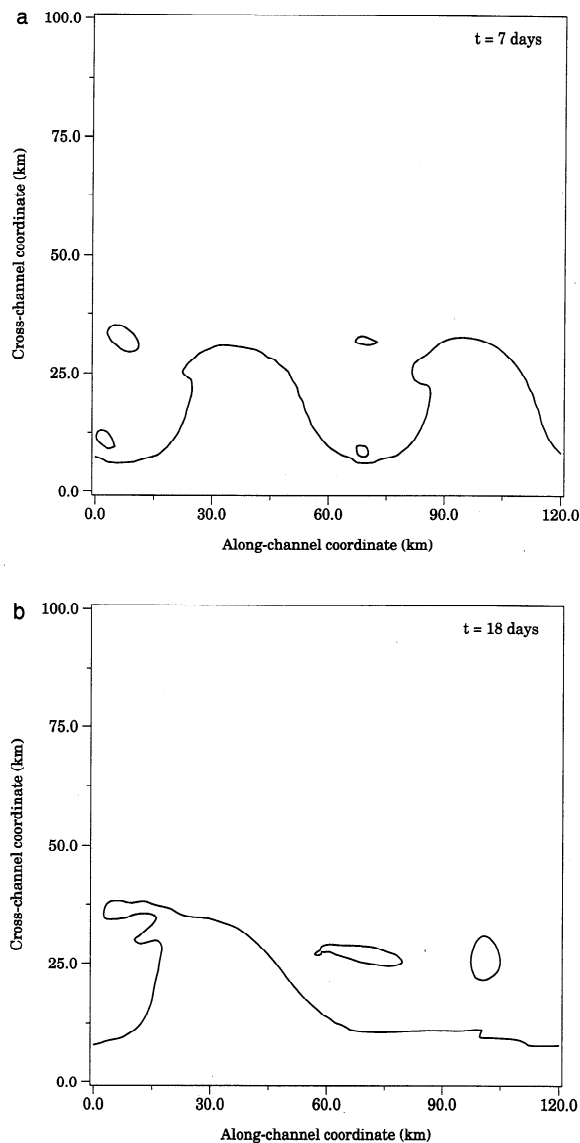 a
t = 7 days
100.0
75.0
50.0
25.0
0.0
Cross-channel coordinate (km)
0.0 30.0 60.0 90.0 120.0
Along-channel coordinate (km)
b
t = 18 days
100.0
75.0
50.0
25.0
0.0
Cross-channel coordinate (km)
0.0 30.0 60.0 90.0 120.0
Along-channel coordinate (km)